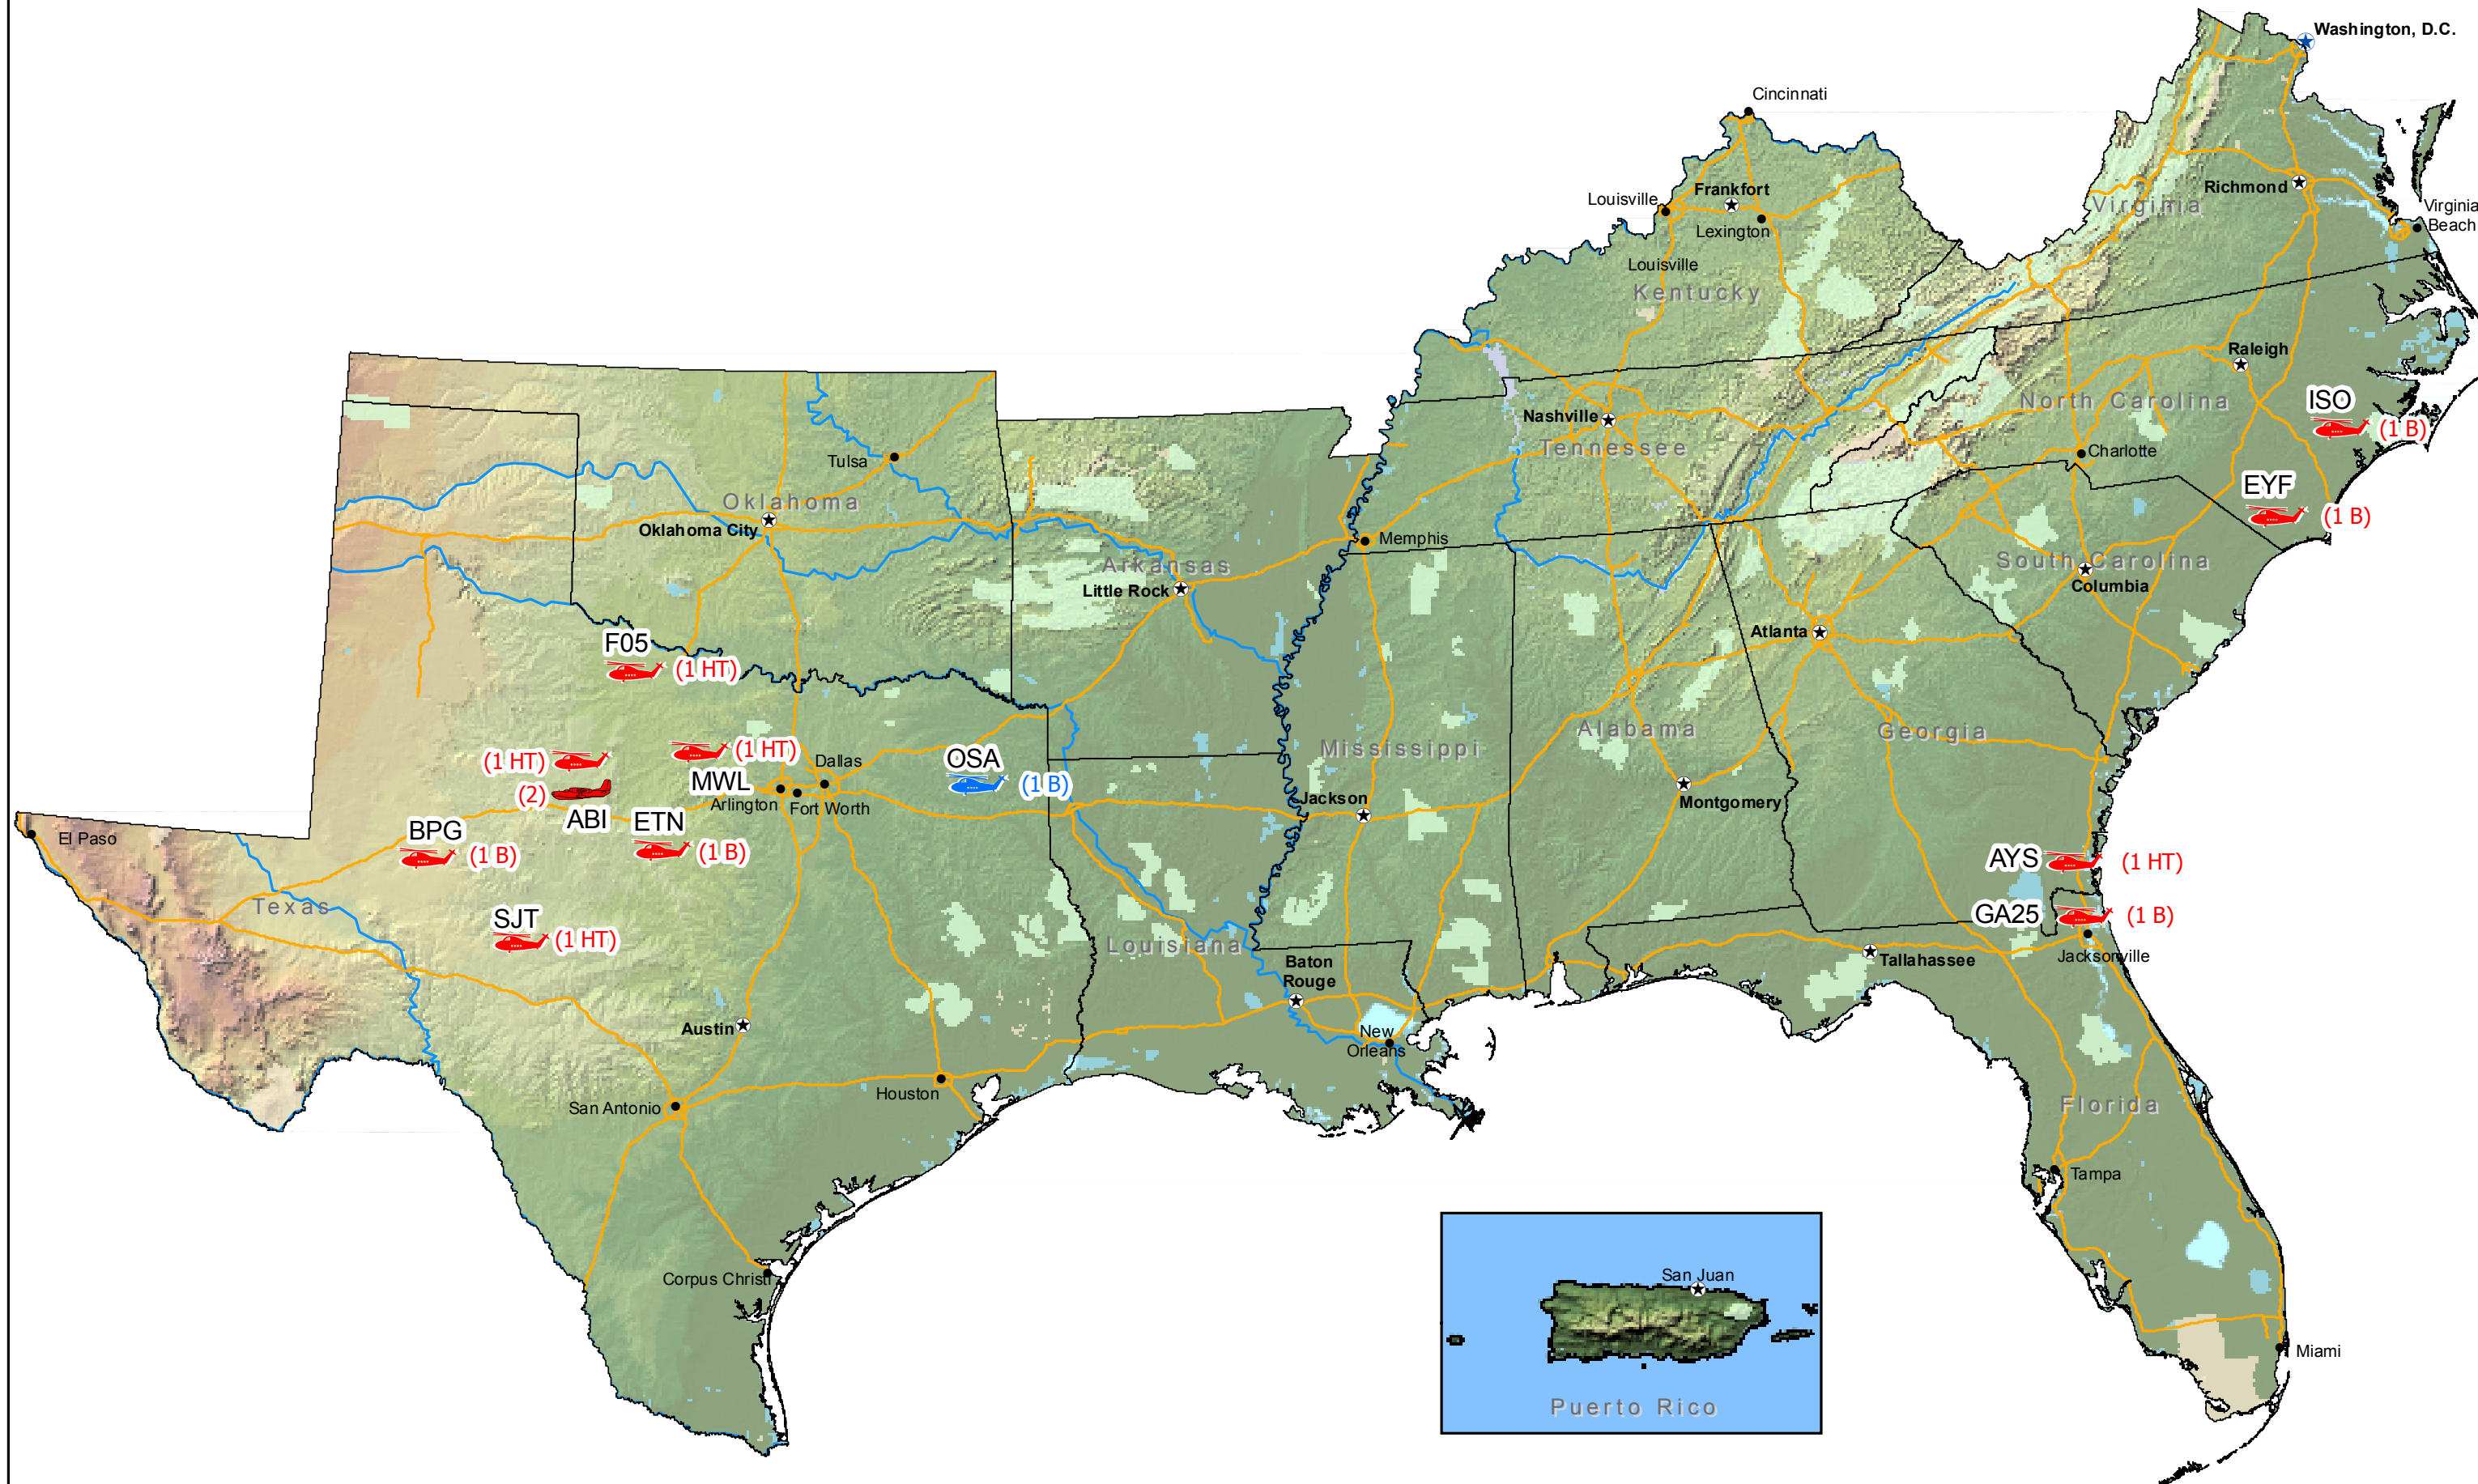 Washington, D.C.
Cincinnati
Louisville
Frankfort
Lexington
Louisville
Kentucky
Richmond
Virginia
Virginia
Beach
Raleigh
North Carolina
ISO
(1 B)
Nashville
Tennessee
Charlotte
EYF
(1 B)
Tulsa
Oklahoma
Oklahoma City
Memphis
Arkansas
Little Rock
South Carolina
Columbia
Atlanta
F05
(1 HT)
Alabama
Georgia
Mississippi
(1 HT)
(1 HT)
(2)
MWL
Dallas
Arlington
Fort Worth
OSA
(1 B)
ABI
ETN
(1 B)
BPG
(1 B)
El Paso
Jackson
Montgomery
AYS
(1 HT)
GA25
(1 B)
Texas
SJT
(1 HT)
Louisiana
Baton
Rouge
Tallahassee
Jacksonville
Austin
New
Orleans
Houston
San Antonio
Florida
Tampa
Corpus Christi
San Juan
Puerto Rico
Miami